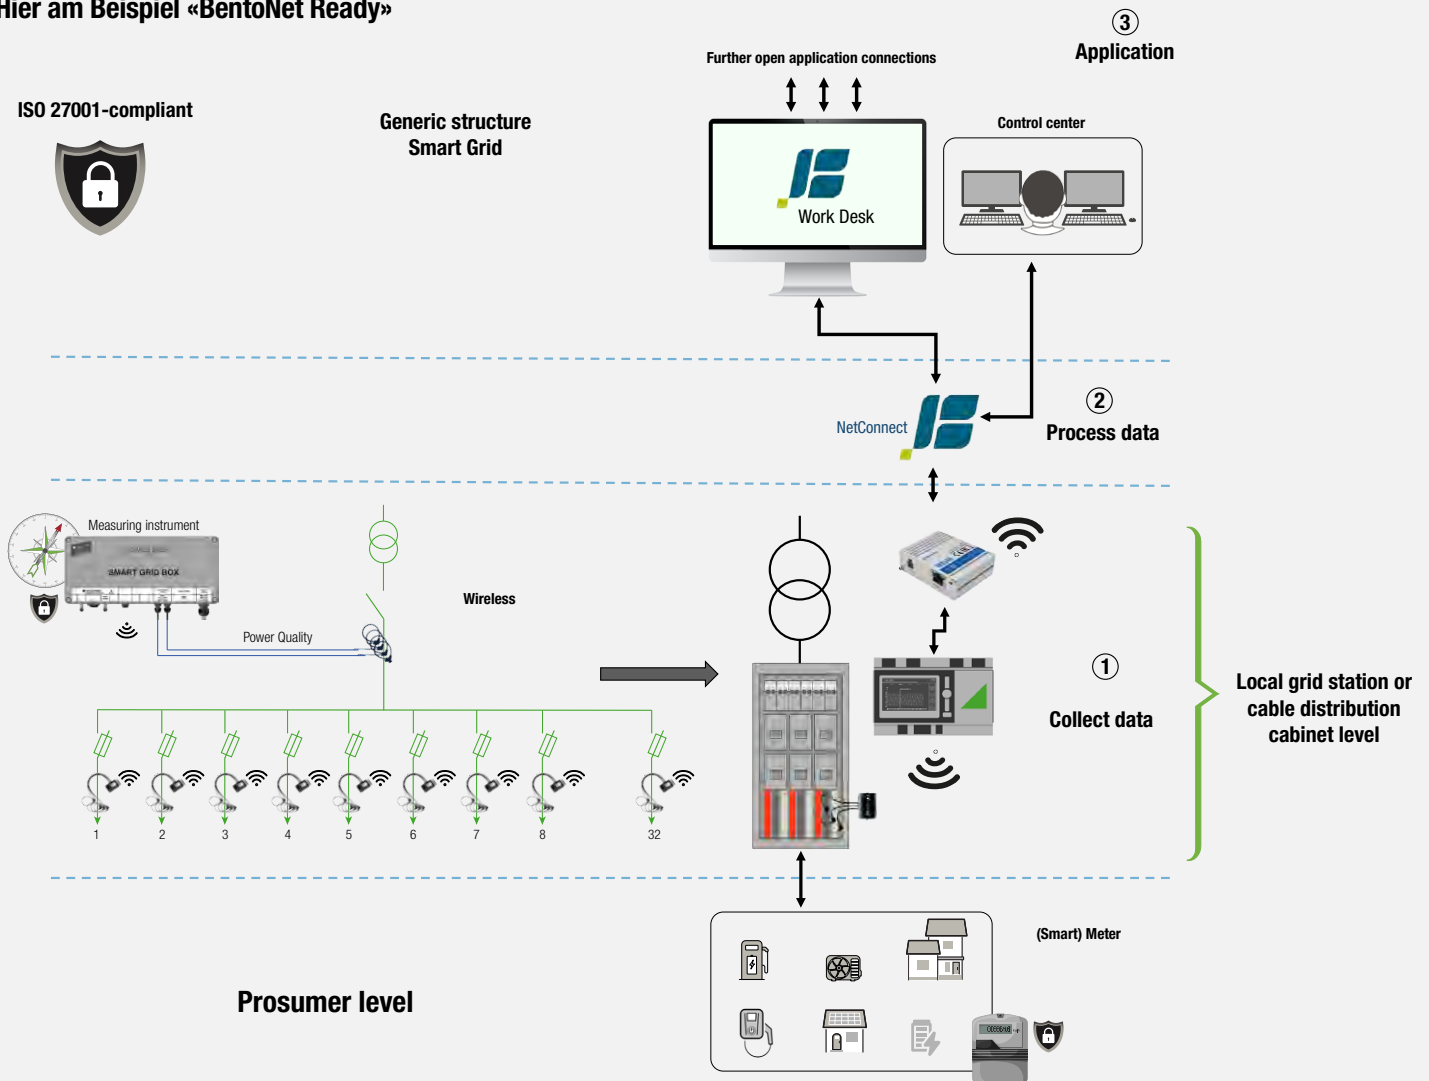 Hier am Beispiel «BentoNet Ready»
3
Application
Further open application connections
ISO 27001-compliant
Generic structure
Smart Grid
Control center
Work Desk
NetConnect
2
Process data
Measuring instrument
SMART GRID BOX
Wireless
Power Quality
1
Collect data
Local grid station or
cable distribution
cabinet level
1 2 3 4 5 6 7 8 32
(Smart) Meter
Prosumer level